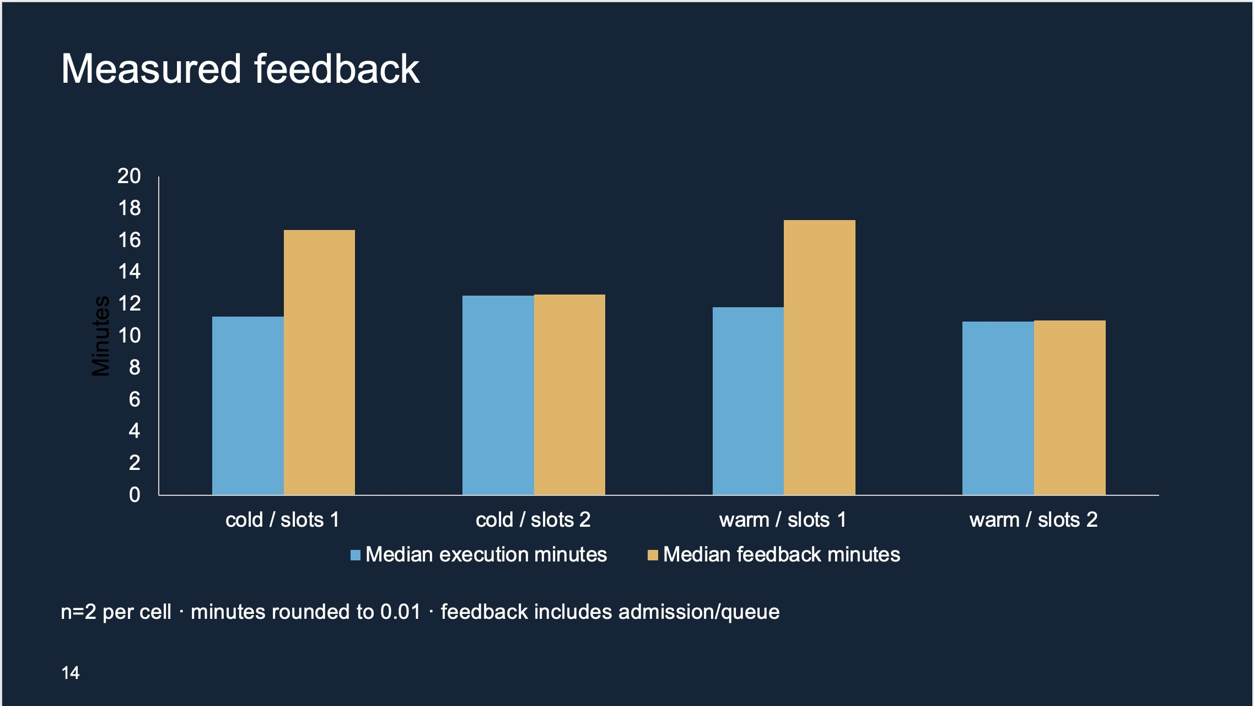 Measured feedback
20
18
16
14
12
10
8
6
4
2
0
Minutes
cold / slots 1
cold / slots 2
warm / slots 1
warm / slots 2
Median execution minutes
Median feedback minutes
n=2 per cell · minutes rounded to 0.01 · feedback includes admission/queue
14